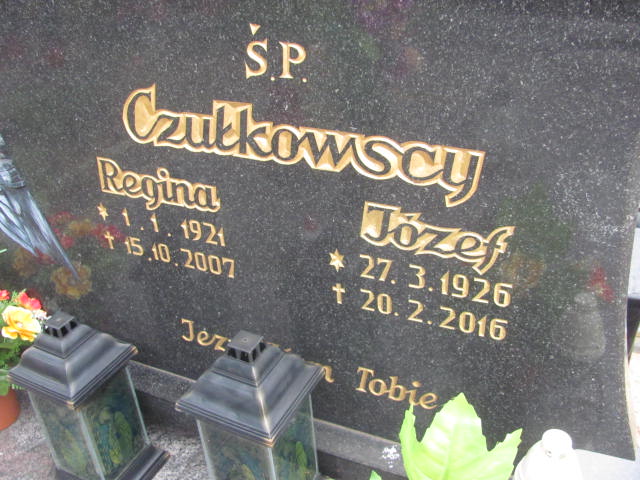 Ś.P.
Czułkowscy
Regina
* 1.1.1921
† 15.10.2007
Józef
* 27.3.1926
† 20.2.2016
Tobie